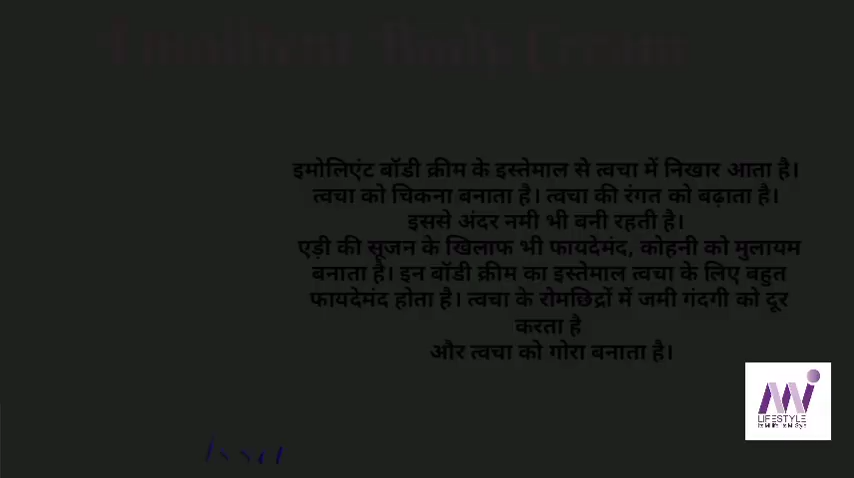 इमोलिएंट बॉडी क्रीम के इस्तेमाल से त्वचा में निखार आता है।
त्वचा को चिकना बनाता है। त्वचा की रंगत को बढ़ाता है।
इससे अंदर नमी भी बनी रहती है।
एड़ी की सूजन के खिलाफ भी फायदेमंद, कोहनी को मुलायम
बनाता है। इन बॉडी क्रीम का इस्तेमाल त्वचा के लिए बहुत
फायदेमंद होता है। त्वचा के रोमछिद्रों में जमी गंदगी को दूर
करता है
और त्वचा को गोरा बनाता है।
LIFESTYLE